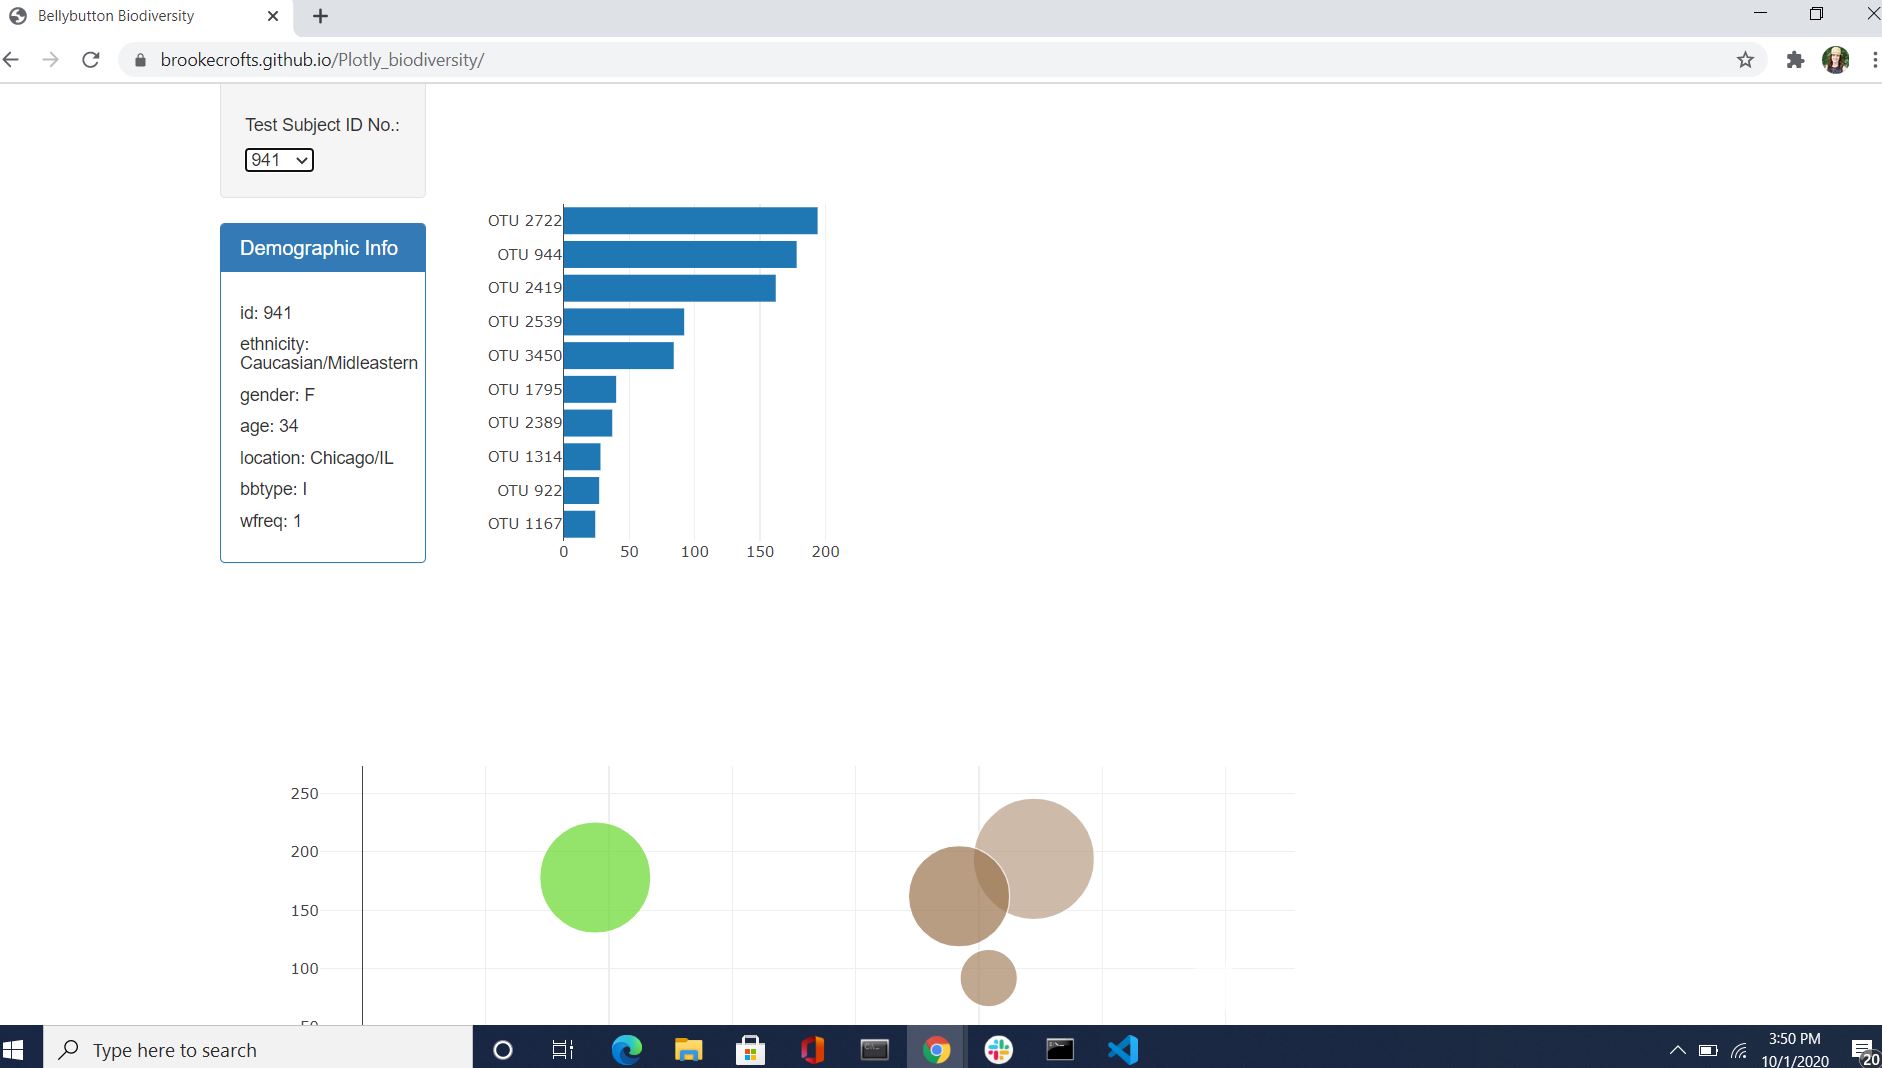 Bellybutton Biodiversity
brookecrofts.github.io/Plotly_biodiversity/
Test Subject ID No.:
941
Demographic Info
id: 941
ethnicity:
Caucasian/Midleastern
gender: F
age: 34
location: Chicago/IL
bbtype: I
wfreq: 1
OTU 2722
OTU 944
OTU 2419
OTU 2539
OTU 3450
OTU 1795
OTU 2389
OTU 1314
OTU 922
OTU 1167
0 50 100 150 200
250
200
150
100
50
Type here to search
3:50 PM
10/1/2020
20